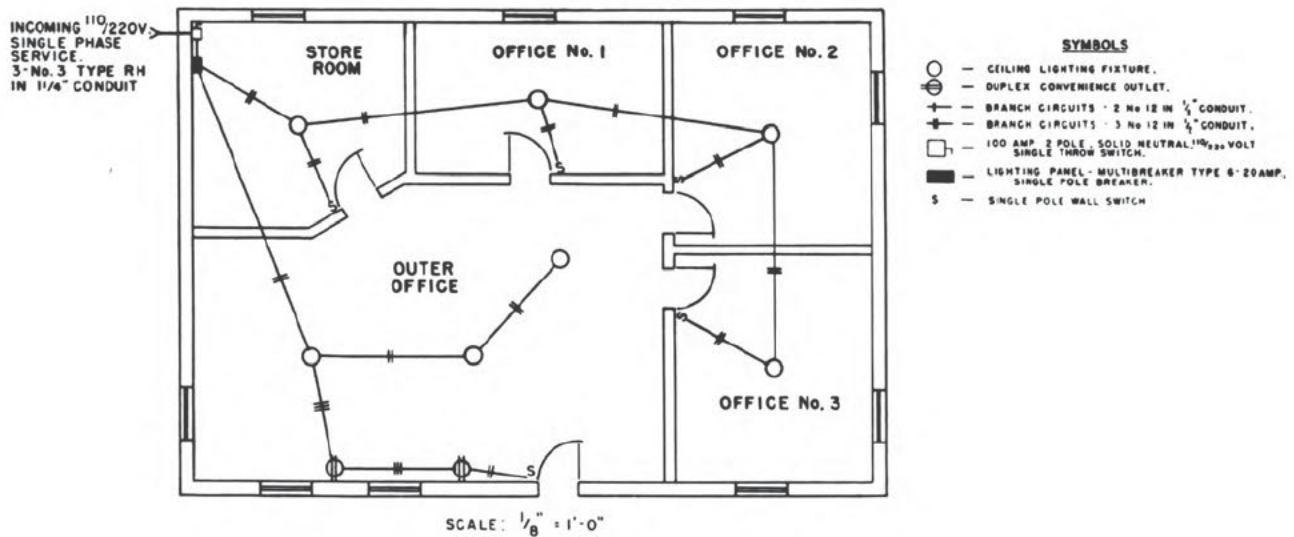 INCOMING 110/220V.
SINGLE PHASE
SERVICE.
3-No. 3 TYPE RH
IN 1 1/4" CONDUIT
STORE
ROOM
OFFICE No. 1
OFFICE No. 2
S
S
S
OUTER
OFFICE
S
OFFICE No. 3
S
SCALE: 1/8" = 1'-0"
SYMBOLS
— CEILING LIGHTING FIXTURE.
— DUPLEX CONVENIENCE OUTLET.
— BRANCH CIRCUITS - 2 No 12 IN 1/2" CONDUIT.
— BRANCH CIRCUITS - 3 No 12 IN 1/2" CONDUIT.
— 100 AMP 2 POLE, SOLID NEUTRAL, 110/220 VOLT
SINGLE THROW SWITCH.
— LIGHTING PANEL - MULTIBREAKER TYPE 6-20AMP.
SINGLE POLE BREAKER.
S — SINGLE POLE WALL SWITCH